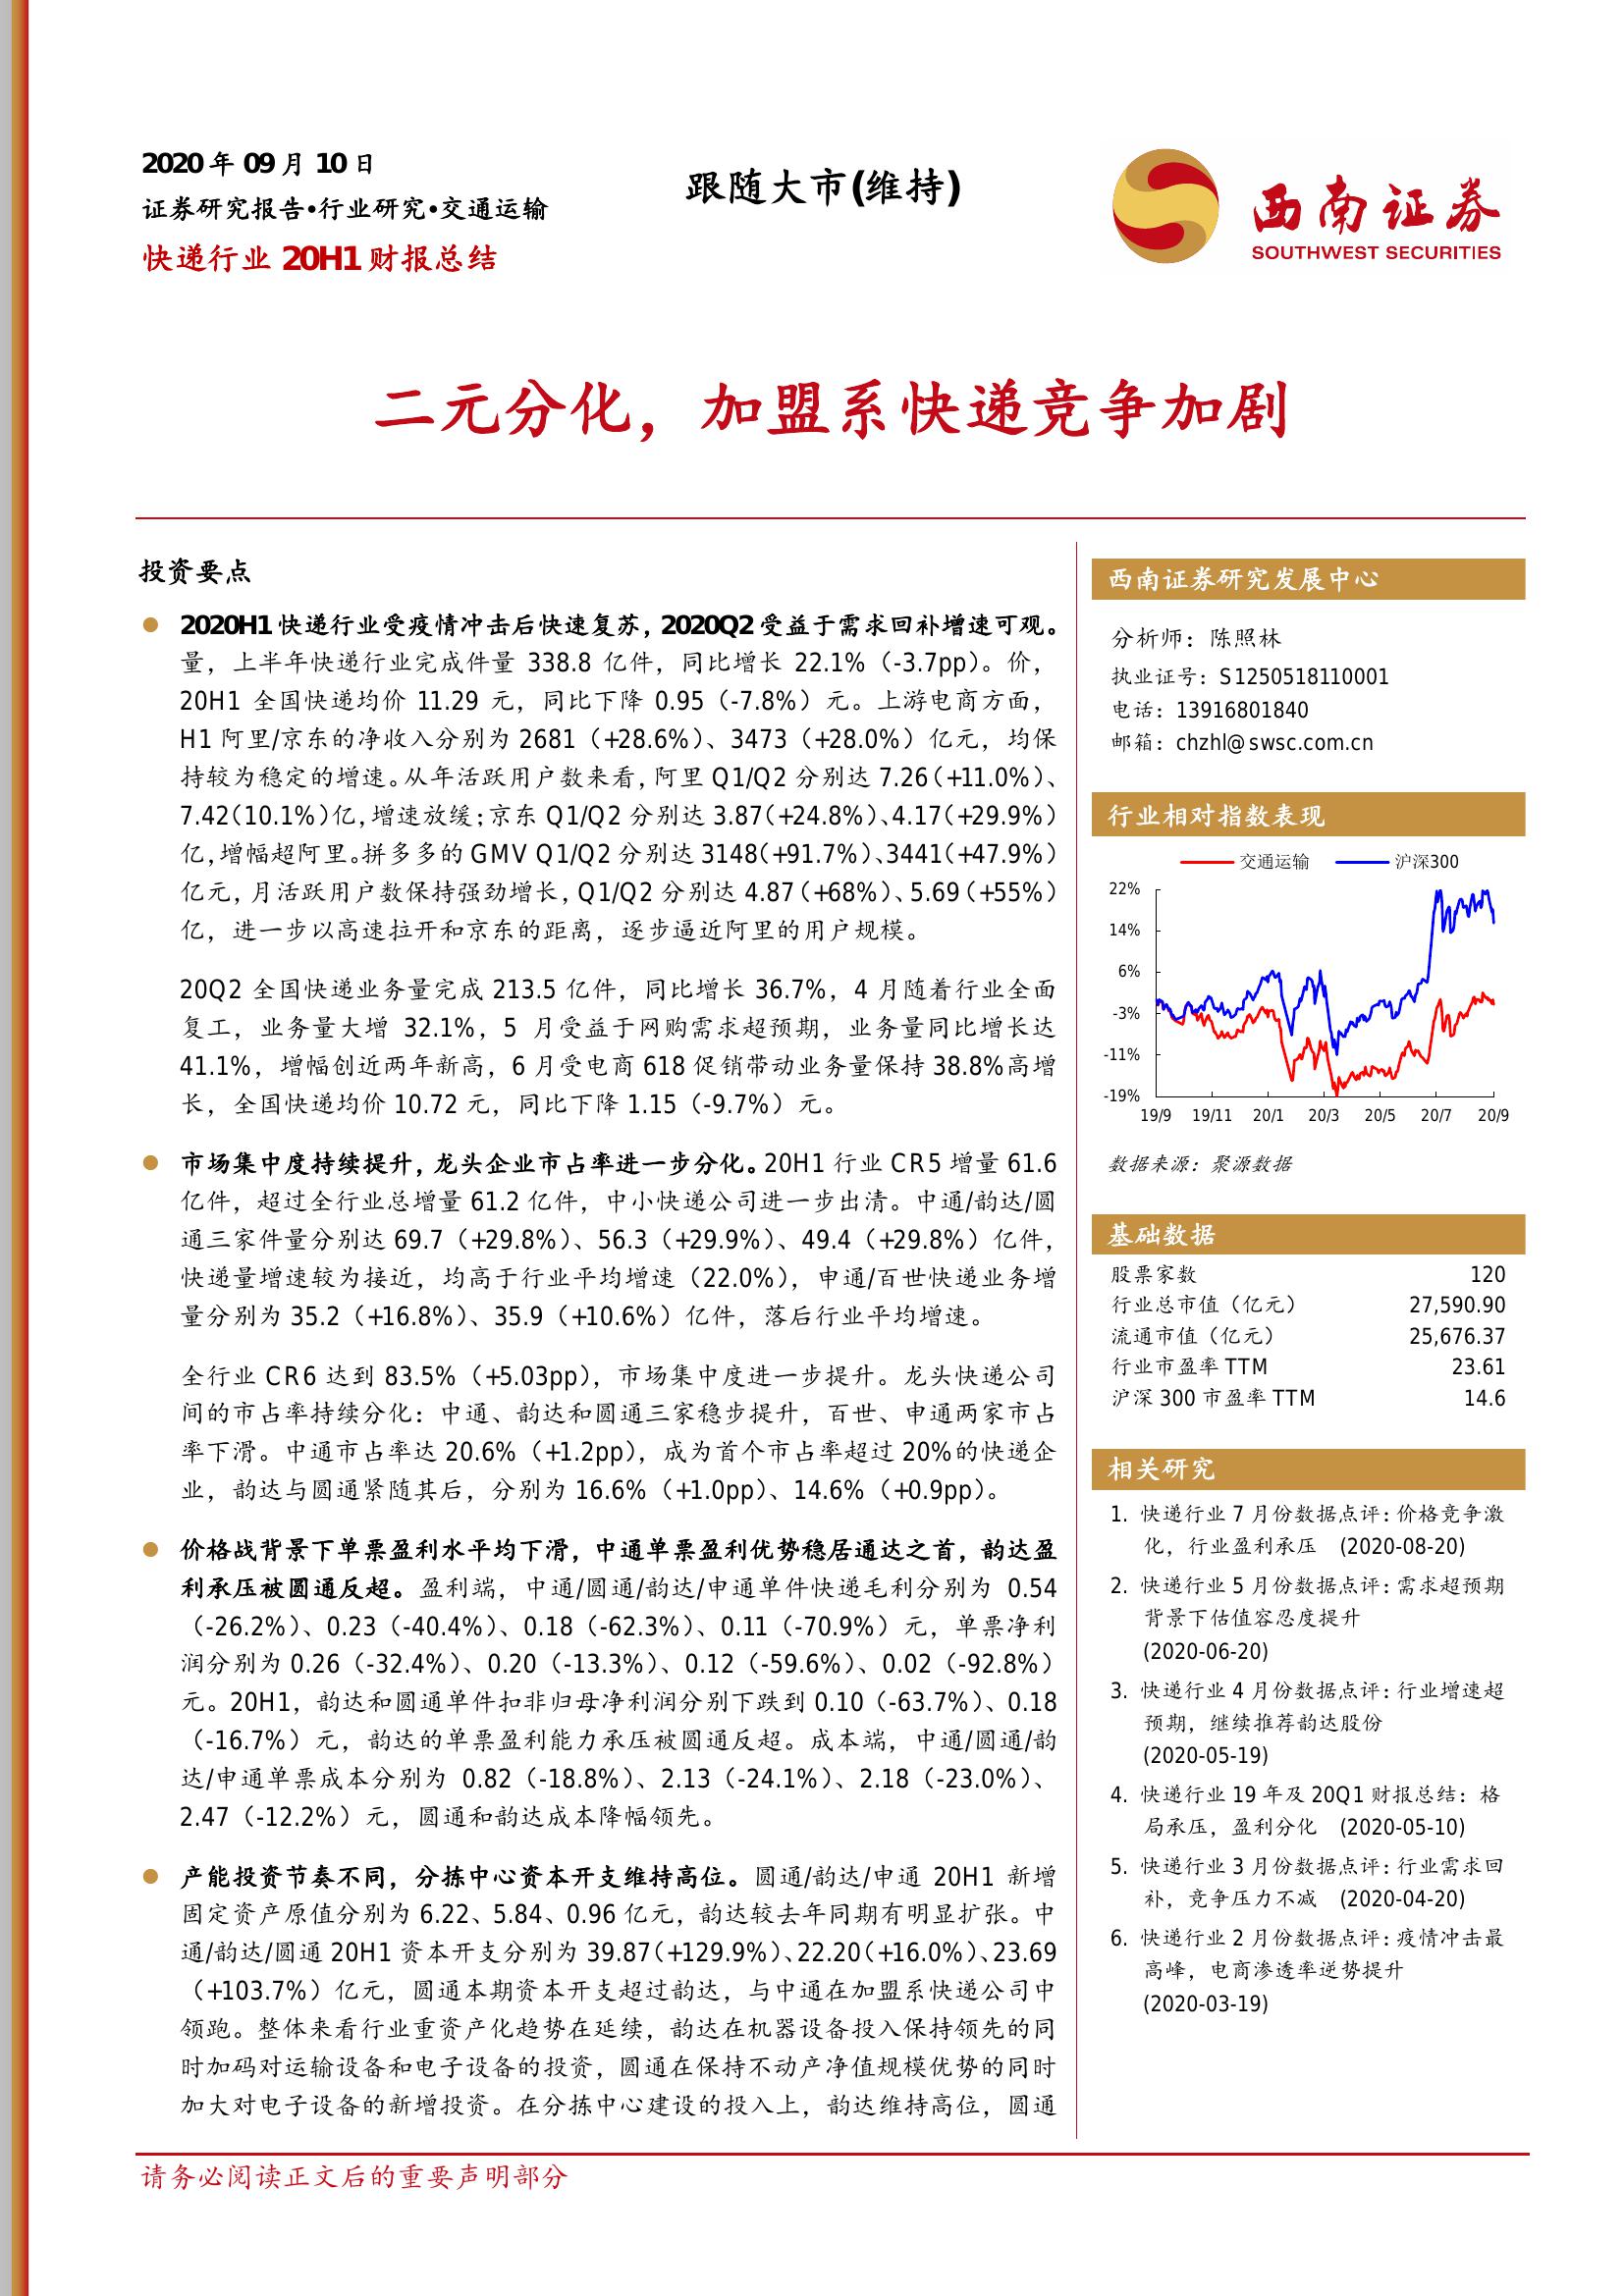 2020 年 09 月 10 日
证券研究报告•行业研究•交通运输
快递行业 20H1 财报总结
跟随大市(维持)
西南证券
SOUTHWEST SECURITIES
二元分化，加盟系快递竞争加剧
投资要点
2020H1 快递行业受疫情冲击后快速复苏，2020Q2 受益于需求回补增速可观。
量，上半年快递行业完成件量 338.8 亿件，同比增长 22.1%（-3.7pp）。价，
20H1 全国快递均价 11.29 元，同比下降 0.95（-7.8%）元。上游电商方面，
H1 阿里/京东的净收入分别为 2681（+28.6%）、3473（+28.0%）亿元，均保
持较为稳定的增速。从年活跃用户数来看，阿里 Q1/Q2 分别达 7.26（+11.0%）、
7.42（10.1%）亿，增速放缓；京东 Q1/Q2 分别达 3.87（+24.8%）、4.17（+29.9%）
亿，增幅超阿里。拼多多的 GMV Q1/Q2 分别达 3148（+91.7%）、3441（+47.9%）
亿元，月活跃用户数保持强劲增长，Q1/Q2 分别达 4.87（+68%）、5.69（+55%）
亿，进一步以高速拉开和京东的距离，逐步逼近阿里的用户规模。
20Q2 全国快递业务量完成 213.5 亿件，同比增长 36.7%，4 月随着行业全面
复工，业务量大增 32.1%，5 月受益于网购需求超预期，业务量同比增长达
41.1%，增幅创近两年新高，6 月受电商 618 促销带动业务量保持 38.8%高增
长，全国快递均价 10.72 元，同比下降 1.15（-9.7%）元。
市场集中度持续提升，龙头企业市占率进一步分化。20H1 行业 CR5 增量 61.6
亿件，超过全行业总增量 61.2 亿件，中小快递公司进一步出清。中通/韵达/圆
通三家件量分别达 69.7（+29.8%）、56.3（+29.9%）、49.4（+29.8%）亿件，
快递量增速较为接近，均高于行业平均增速（22.0%），申通/百世快递业务增
量分别为 35.2（+16.8%）、35.9（+10.6%）亿件，落后行业平均增速。
全行业 CR6 达到 83.5%（+5.03pp），市场集中度进一步提升。龙头快递公司
间的市占率持续分化：中通、韵达和圆通三家稳步提升，百世、申通两家市占
率下滑。中通市占率达 20.6%（+1.2pp），成为首个市占率超过 20%的快递企
业，韵达与圆通紧随其后，分别为 16.6%（+1.0pp）、14.6%（+0.9pp）。
价格战背景下单票盈利水平均下滑，中通单票盈利优势稳居通达之首，韵达盈
利承压被圆通反超。盈利端，中通/圆通/韵达/申通单件快递毛利分别为 0.54
（-26.2%）、0.23（-40.4%）、0.18（-62.3%）、0.11（-70.9%）元，单票净利
润分别为 0.26（-32.4%）、0.20（-13.3%）、0.12（-59.6%）、0.02（-92.8%）
元。20H1，韵达和圆通单件扣非归母净利润分别下跌到 0.10（-63.7%）、0.18
（-16.7%）元，韵达的单票盈利能力承压被圆通反超。成本端，中通/圆通/韵
达/申通单票成本分别为 0.82（-18.8%）、2.13（-24.1%）、2.18（-23.0%）、
2.47（-12.2%）元，圆通和韵达成本降幅领先。
产能投资节奏不同，分拣中心资本开支维持高位。圆通/韵达/申通 20H1 新增
固定资产原值分别为 6.22、5.84、0.96 亿元，韵达较去年同期有明显扩张。中
通/韵达/圆通 20H1 资本开支分别为 39.87（+129.9%）、22.20（+16.0%）、23.69
（+103.7%）亿元，圆通本期资本开支超过韵达，与中通在加盟系快递公司中
领跑。整体来看行业重资产化趋势在延续，韵达在机器设备投入保持领先的同
时加码对运输设备和电子设备的投资，圆通在保持不动产净值规模优势的同时
加大对电子设备的新增投资。在分拣中心建设的投入上，韵达维持高位，圆通
西南证券研究发展中心
分析师：陈照林
执业证号：S1250518110001
电话：13916801840
邮箱：chzhl@swsc.com.cn
行业相对指数表现
交通运输 沪深300
22%
14%
6%
-3%
-11%
-19%
19/9 19/11 20/1 20/3 20/5 20/7 20/9
数据来源：聚源数据
基础数据
股票家数 120
行业总市值（亿元） 27,590.90
流通市值（亿元） 25,676.37
行业市盈率 TTM 23.61
沪深 300 市盈率 TTM 14.6
相关研究
1. 快递行业 7 月份数据点评：价格竞争激
化，行业盈利承压 (2020-08-20)
2. 快递行业 5 月份数据点评：需求超预期
背景下估值容忍度提升
(2020-06-20)
3. 快递行业 4 月份数据点评：行业增速超
预期，继续推荐韵达股份
(2020-05-19)
4. 快递行业 19 年及 20Q1 财报总结：格
局承压，盈利分化 (2020-05-10)
5. 快递行业 3 月份数据点评：行业需求回
补，竞争压力不减 (2020-04-20)
6. 快递行业 2 月份数据点评：疫情冲击最
高峰，电商渗透率逆势提升
(2020-03-19)
请务必阅读正文后的重要声明部分